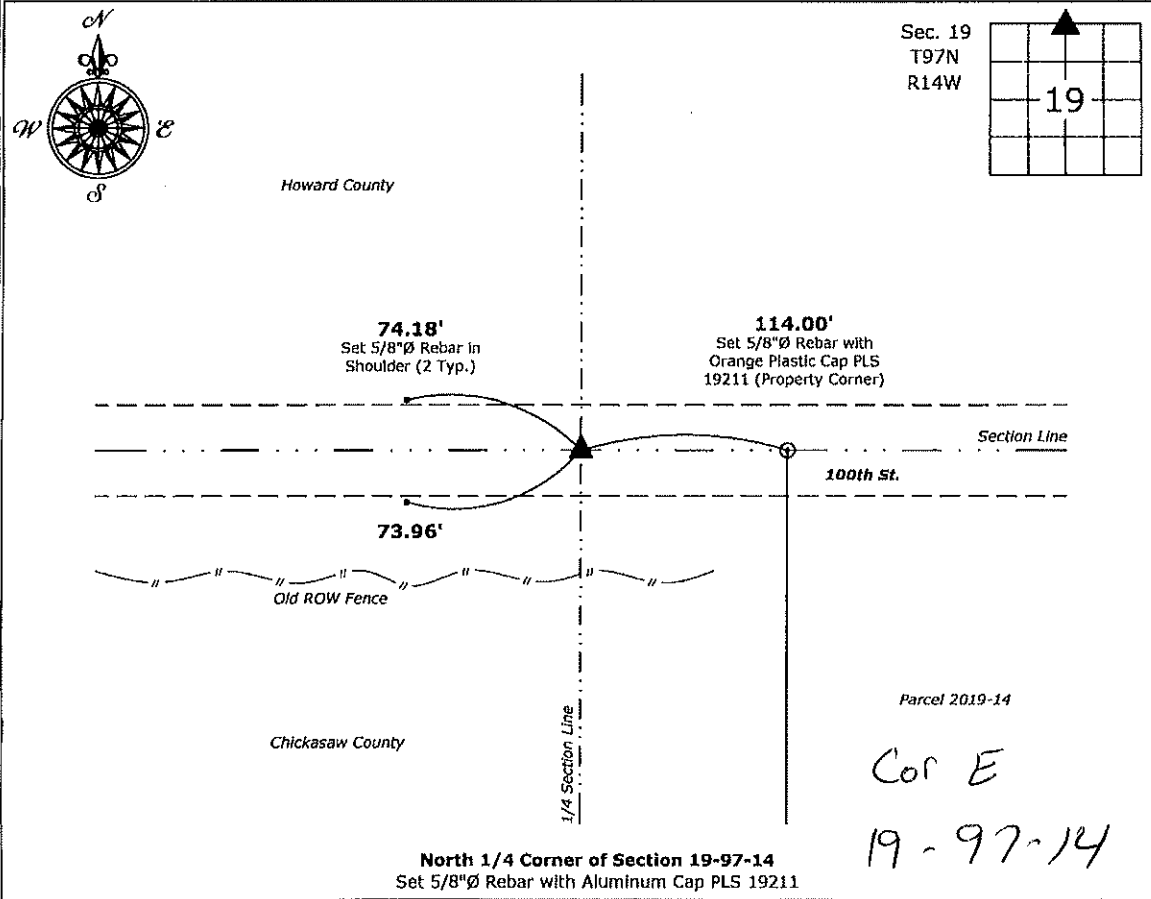 N
W
E
S
Sec. 19
T97N
R14W
19
Howard County
74.18'
Set 5/8"Ø Rebar in
Shoulder (2 Typ.)
114.00'
Set 5/8"Ø Rebar with
Orange Plastic Cap PLS
19211 (Property Corner)
Section Line
100th St.
73.96'
Old ROW Fence
Parcel 2019-14
Chickasaw County
1/4 Section Line
Cor E
19-97-14
North 1/4 Corner of Section 19-97-14
Set 5/8"Ø Rebar with Aluminum Cap PLS 19211